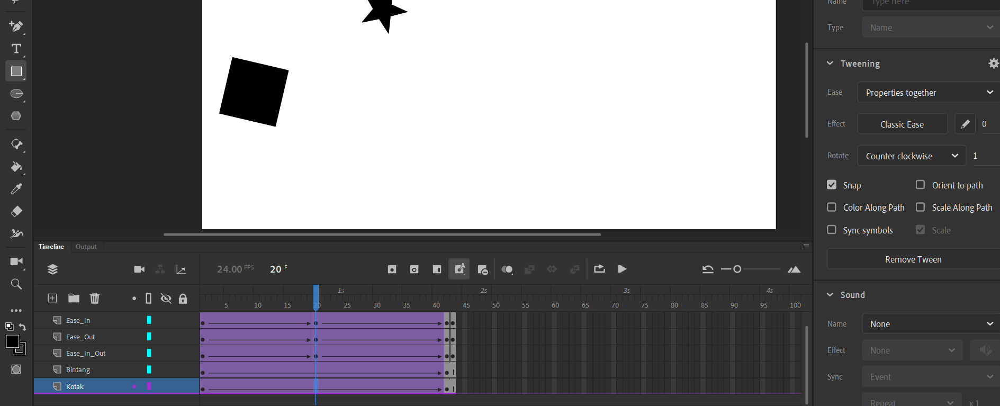 Name Type here
Type Name
Tweening
Ease Properties together
Effect Classic Ease 0
Rotate Counter clockwise 1
Snap Orient to path
Color Along Path Scale Along Path
Sync symbols Scale
Remove Tween
Timeline Output
24.00 FPS 20 F
1s 2s 3s 4s
5 10 15 20 25 30 35 40 45 50 55 60 65 70 75 80 85 90 95 100
Ease_In
Ease_Out
Ease_In_Out
Bintang
Kotak
Sound
Name None
Effect None
Sync Event
Repeat x 1